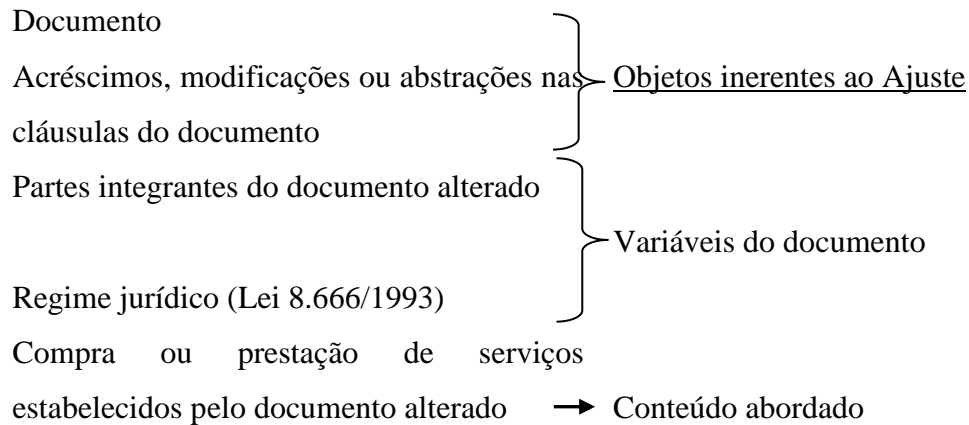 Documento
Acréscimos, modificações ou abstrações nas Objetos inerentes ao Ajuste
cláusulas do documento
Partes integrantes do documento alterado
Variáveis do documento
Regime jurídico (Lei 8.666/1993)
Compra ou prestação de serviços
estabelecidos pelo documento alterado Conteúdo abordado